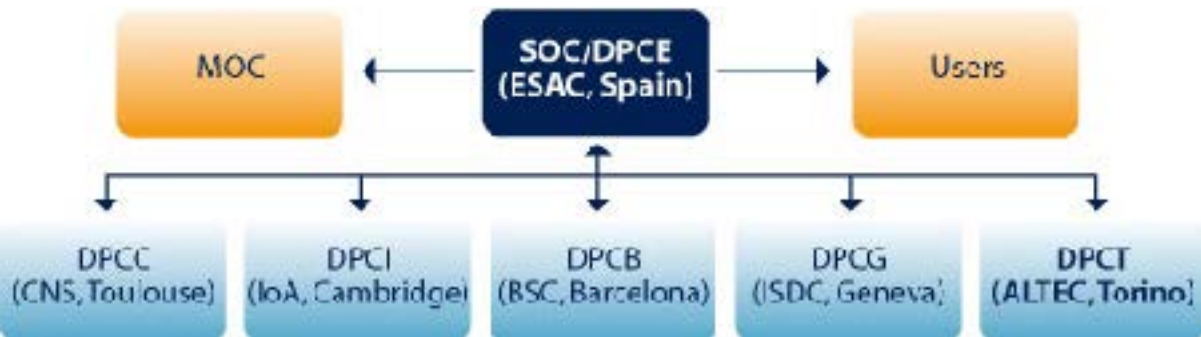 MOC
SOC/DPCE
(ESAC, Spain)
Users
DPCC
(CNS, Toulouse)
DPCI
(IoA, Cambridge)
DPCB
(BSC, Barcelona)
DPCG
(ISDC, Geneva)
DPCT
(ALTEC, Torino)